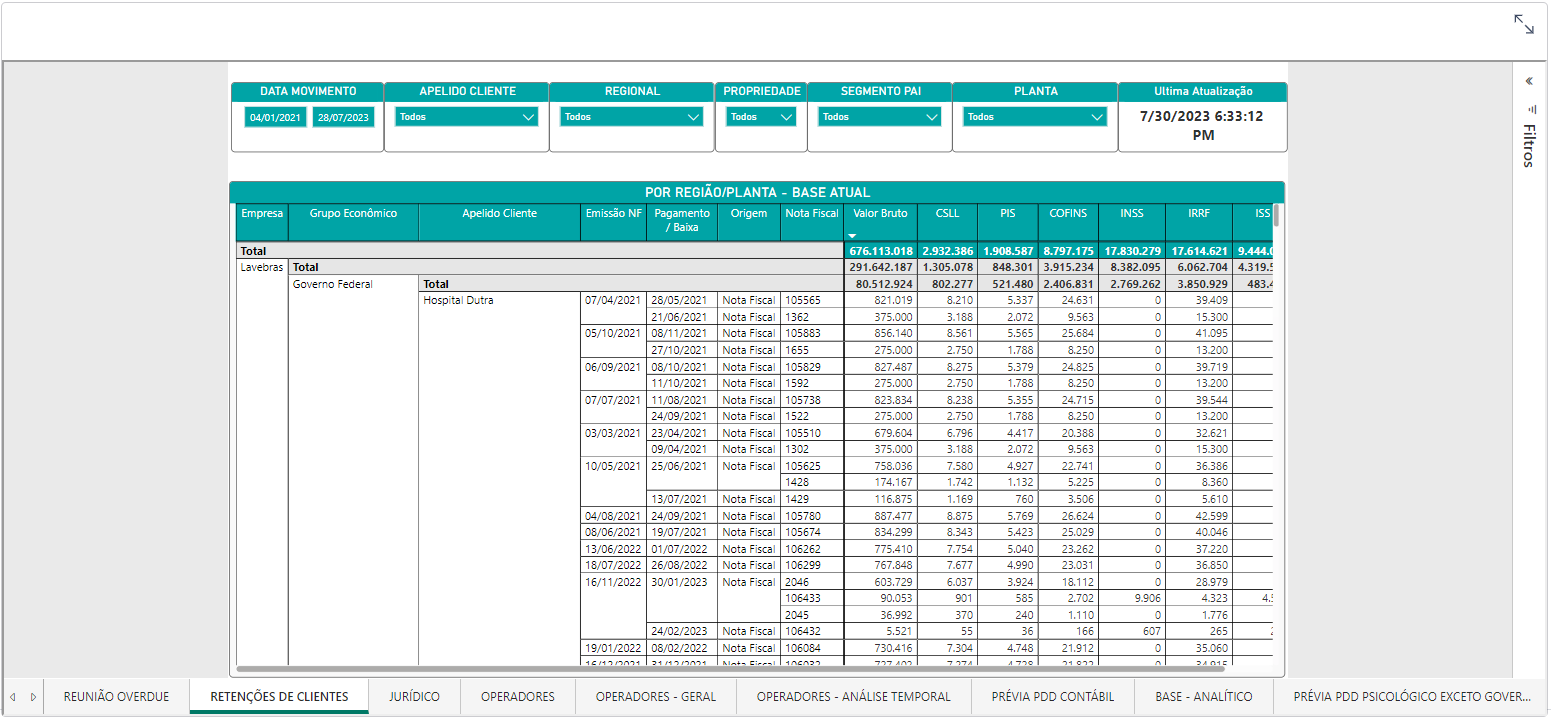 DATA MOVIMENTO APELIDO CLIENTE REGIONAL PROPRIEDADE SEGMENTO PAI PLANTA Ultima Atualização
04/01/2021 28/07/2023 Todos Todos Todos Todos Todos 7/30/2023 6:33:12
PM
Filtros
POR REGIÃO/PLANTA - BASE ATUAL
Empresa Grupo Econômico Apelido Cliente Emissão NF Pagamento Origem Nota Fiscal Valor Bruto CSLL PIS COFINS INSS IRRF ISS
/ Baixa
Total 676.113.018 2.932.386 1.908.587 8.797.175 17.830.279 17.614.621 9.444.0
Lavebras Total 291.642.187 1.305.078 848.301 3.915.234 8.382.095 6.062.704 4.319.5
Governo Federal Total 80.512.924 802.277 521.480 2.406.831 2.769.262 3.850.929 483.4
Hospital Dutra 07/04/2021 28/05/2021 Nota Fiscal 105565 821.019 8.210 5.337 24.631 0 39.409
21/06/2021 Nota Fiscal 1362 375.000 3.188 2.072 9.563 0 15.300
05/10/2021 08/11/2021 Nota Fiscal 105883 856.140 8.561 5.565 25.684 0 41.095
27/10/2021 Nota Fiscal 1655 275.000 2.750 1.788 8.250 0 13.200
06/09/2021 08/10/2021 Nota Fiscal 105829 827.487 8.275 5.379 24.825 0 39.719
11/10/2021 Nota Fiscal 1592 275.000 2.750 1.788 8.250 0 13.200
07/07/2021 11/08/2021 Nota Fiscal 105738 823.834 8.238 5.355 24.715 0 39.544
24/09/2021 Nota Fiscal 1522 275.000 2.750 1.788 8.250 0 13.200
03/03/2021 23/04/2021 Nota Fiscal 105510 679.604 6.796 4.417 20.388 0 32.621
09/04/2021 Nota Fiscal 1302 375.000 3.188 2.072 9.563 0 15.300
10/05/2021 25/06/2021 Nota Fiscal 105625 758.036 7.580 4.927 22.741 0 36.386
1428 174.167 1.742 1.132 5.225 0 8.360
13/07/2021 Nota Fiscal 1429 116.875 1.169 760 3.506 0 5.610
04/08/2021 24/09/2021 Nota Fiscal 105780 887.477 8.875 5.769 26.624 0 42.599
08/06/2021 19/07/2021 Nota Fiscal 105674 834.299 8.343 5.423 25.029 0 40.046
13/06/2022 01/07/2022 Nota Fiscal 106262 775.410 7.754 5.040 23.262 0 37.220
18/07/2022 26/08/2022 Nota Fiscal 106299 767.848 7.677 4.990 23.031 0 36.850
16/11/2022 30/01/2023 Nota Fiscal 2046 603.729 6.037 3.924 18.112 0 28.979
106433 90.053 901 585 2.702 9.906 4.323
2045 36.992 370 240 1.110 0 1.776
24/02/2023 Nota Fiscal 106432 5.521 55 36 166 607 265
19/01/2022 08/02/2022 Nota Fiscal 106084 730.416 7.304 4.748 21.912 0 35.060
REUNIÃO OVERDUE RETENÇÕES DE CLIENTES JURÍDICO OPERADORES OPERADORES - GERAL OPERADORES - ANÁLISE TEMPORAL PRÉVIA PDD CONTÁBIL BASE - ANALÍTICO PRÉVIA PDD PSICOLÓGICO EXCETO GOVER...